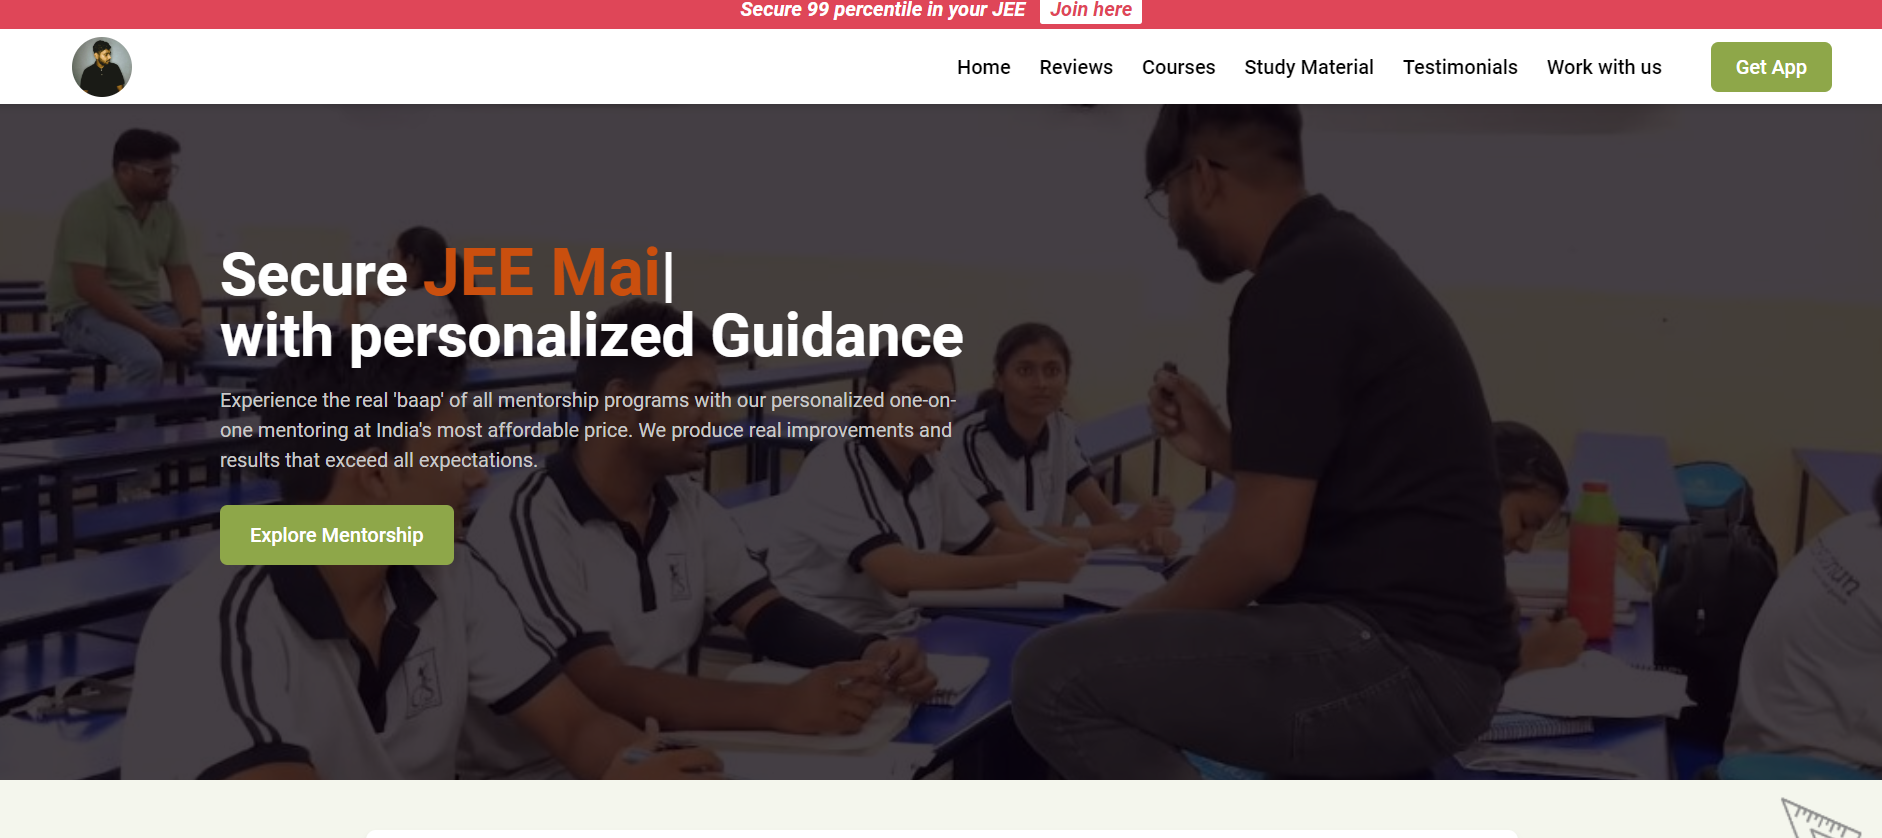 Secure 99 percentile in your JEE Join here
Home Reviews Courses Study Material Testimonials Work with us Get App
Secure JEE Mai|
with personalized Guidance
Experience the real 'baap' of all mentorship programs with our personalized one-on-
one mentoring at India's most affordable price. We produce real improvements and
results that exceed all expectations.
Explore Mentorship